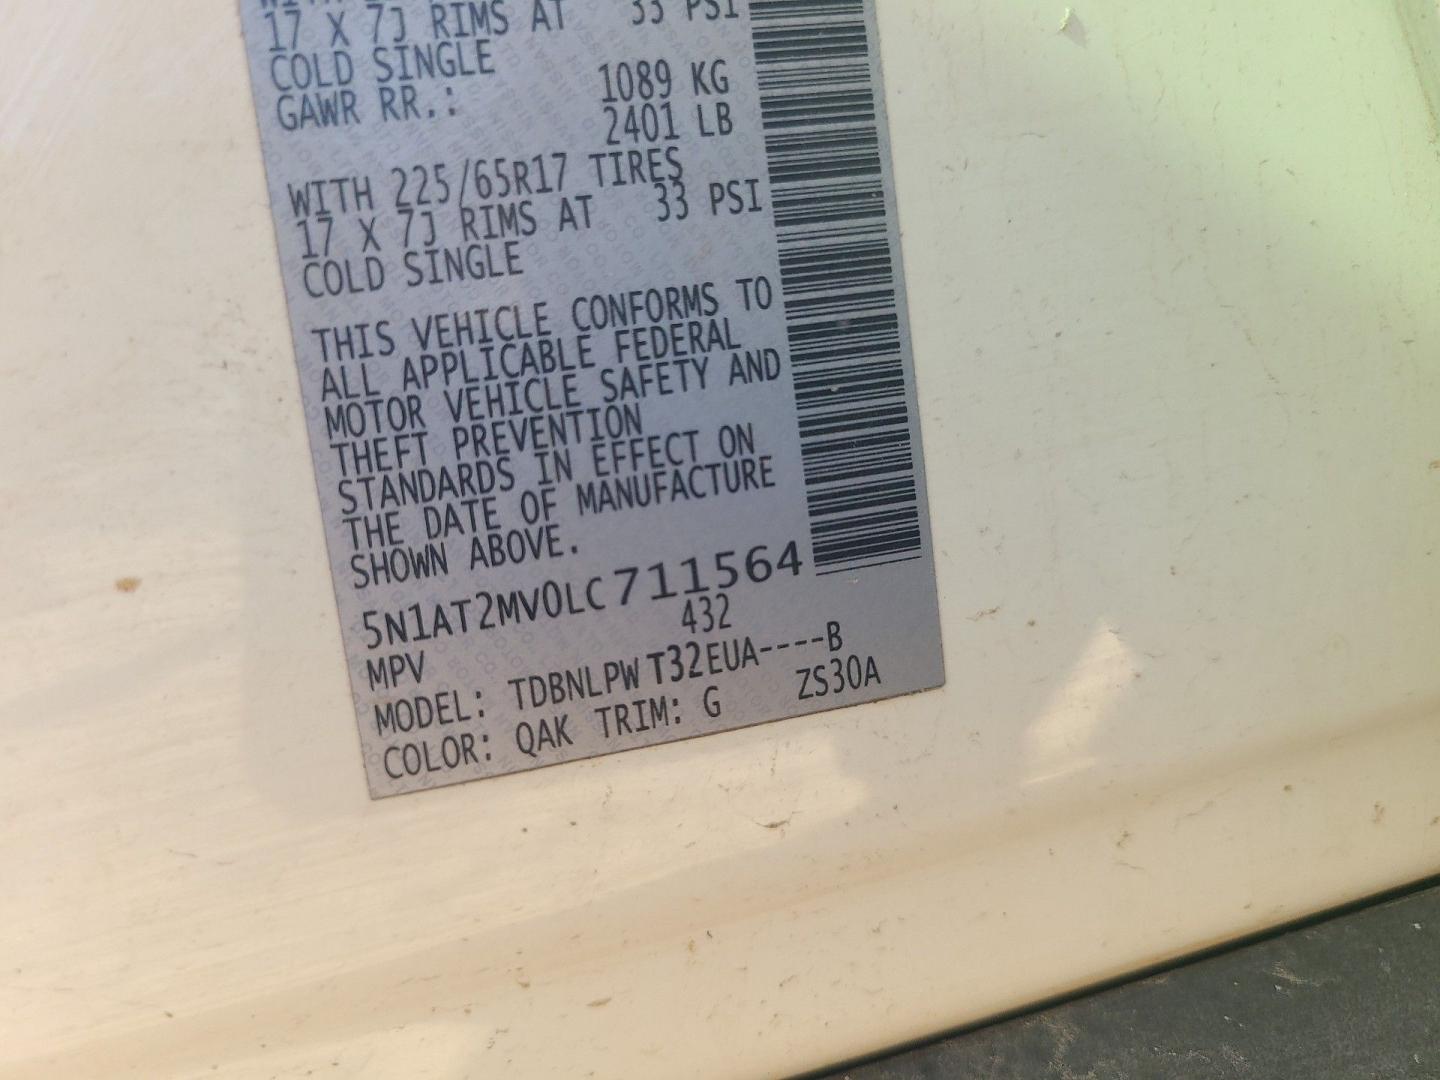 17 X 7J RIMS AT 33 PSI
COLD SINGLE
GAWR RR.: 1089 KG
2401 LB
WITH 225/65R17 TIRES
17 X 7J RIMS AT 33 PSI
COLD SINGLE
THIS VEHICLE CONFORMS TO
ALL APPLICABLE FEDERAL
MOTOR VEHICLE SAFETY AND
THEFT PREVENTION
STANDARDS IN EFFECT ON
THE DATE OF MANUFACTURE
SHOWN ABOVE.
5N1AT2MV0LC711564
MPV 432
MODEL: TDBNLPWT32EUA----B
COLOR: QAK TRIM: G ZS30A